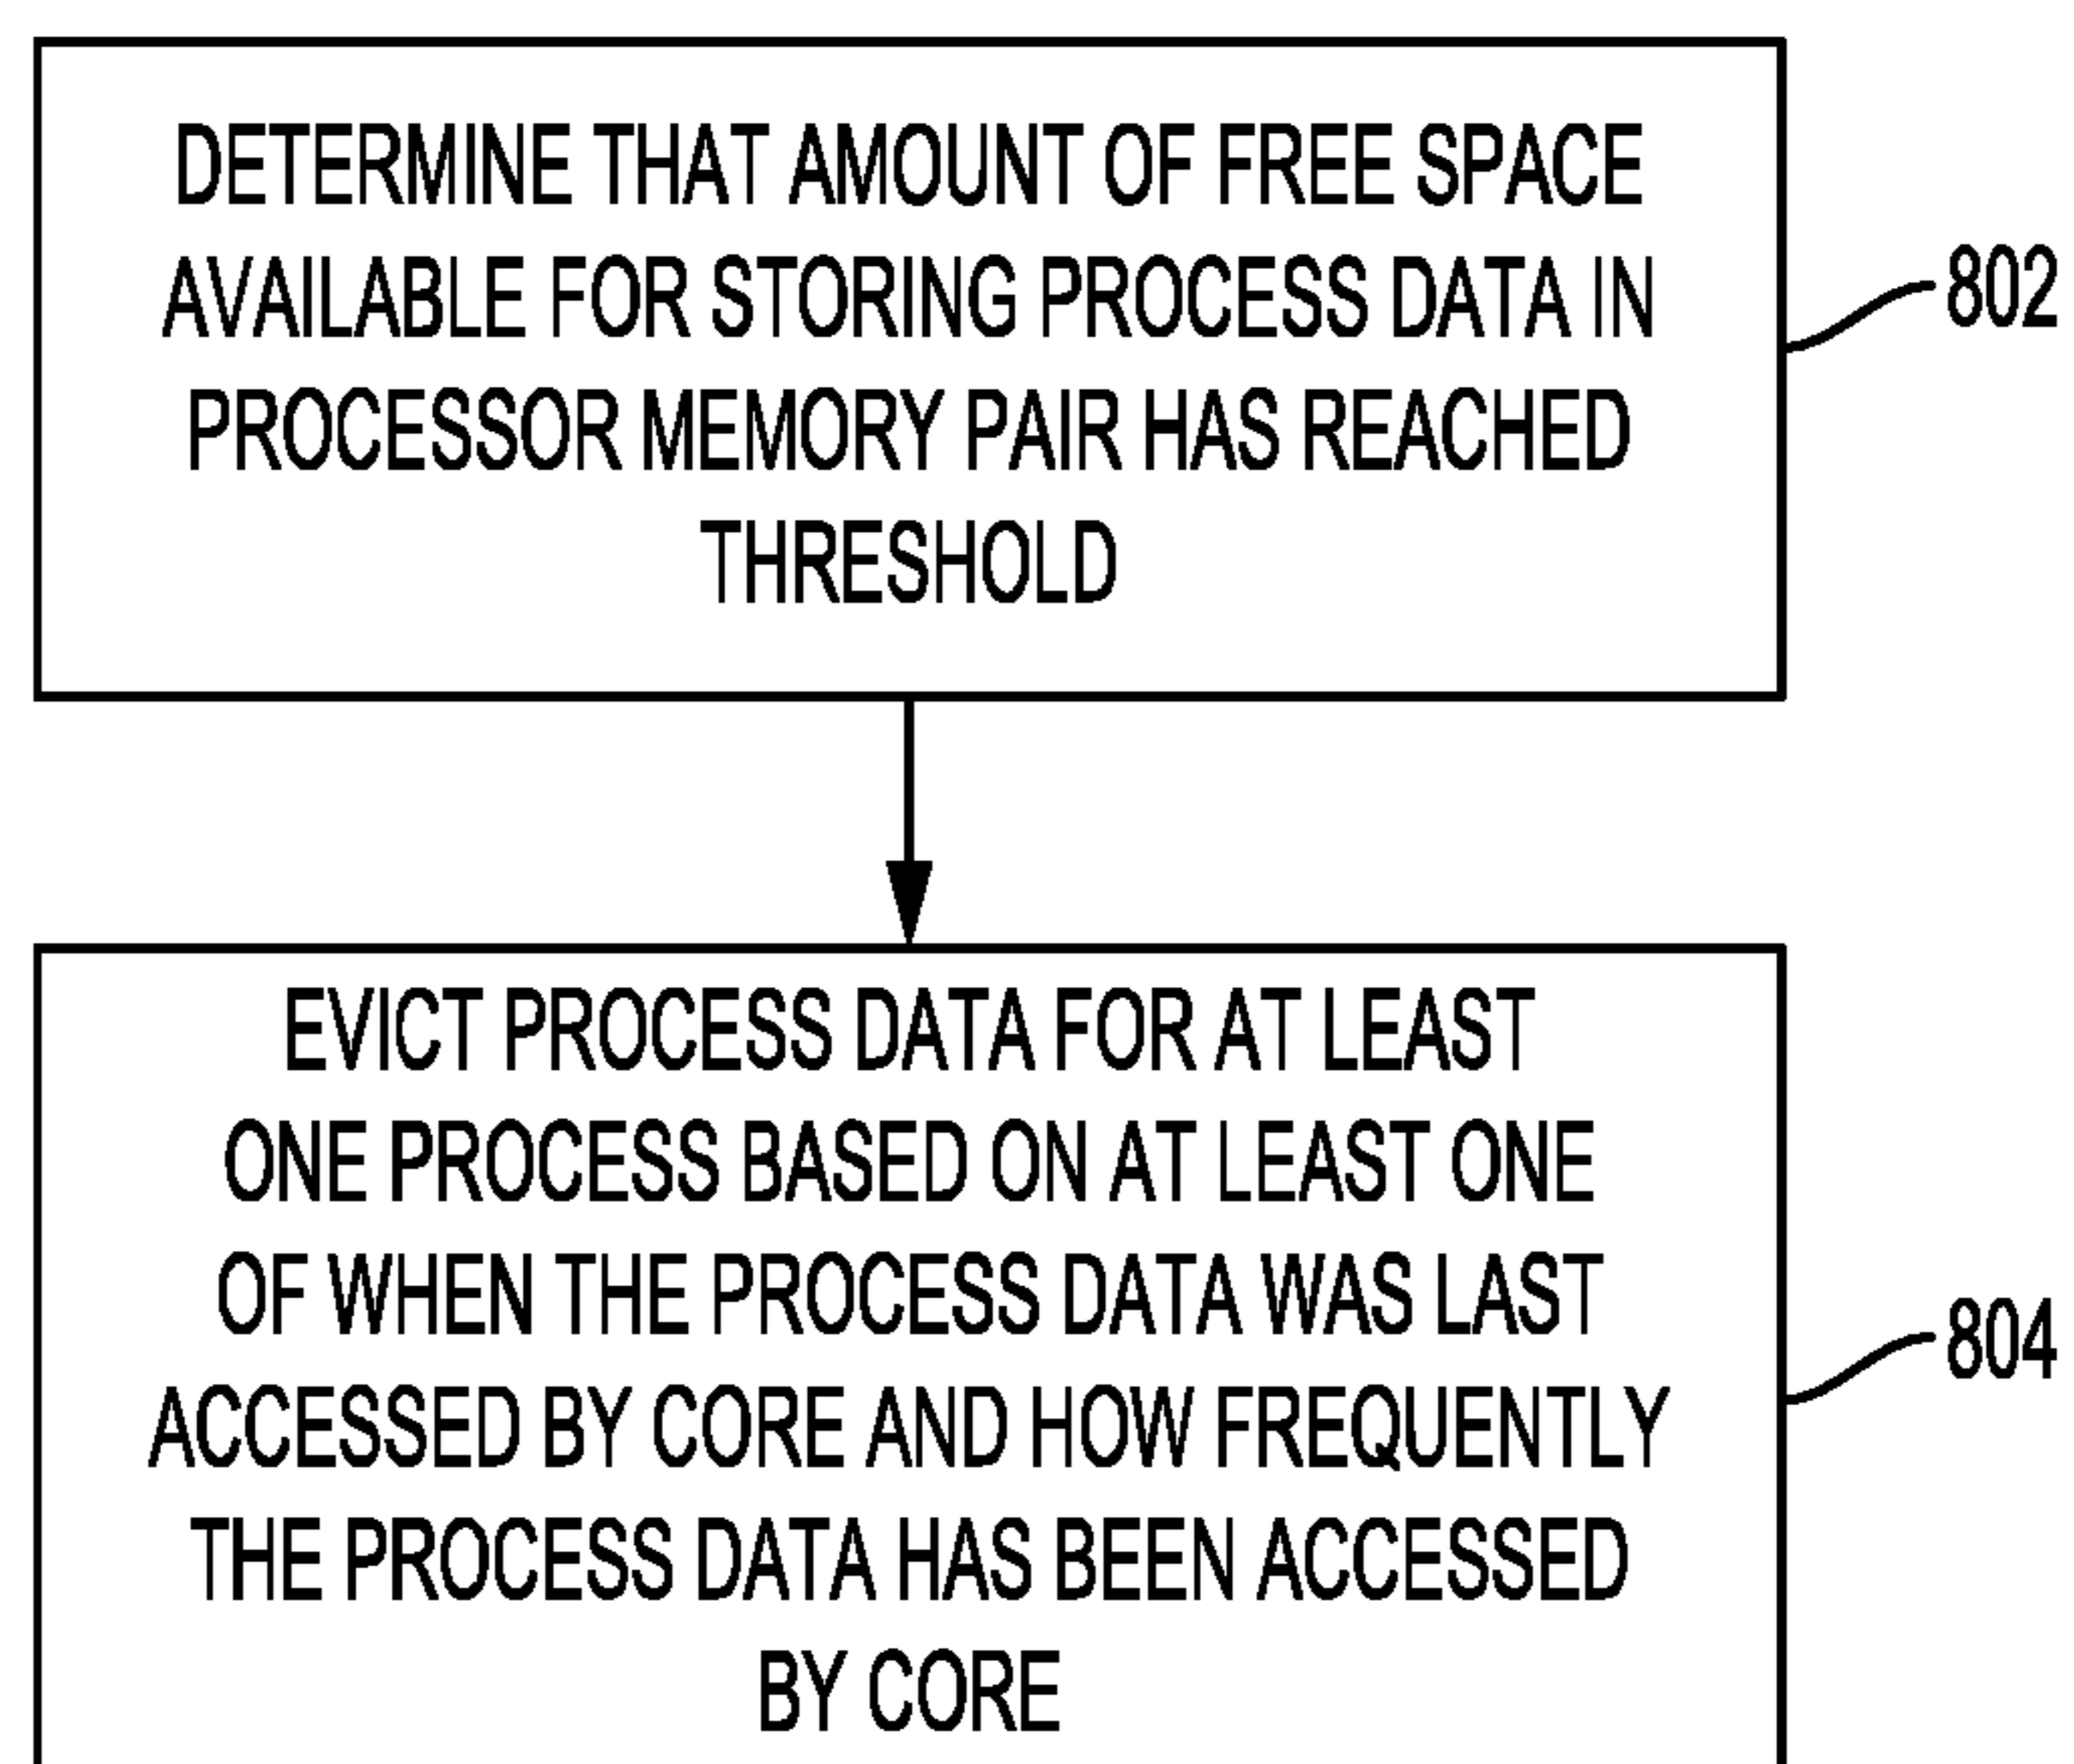 DETERMINE THAT AMOUNT OF FREE SPACE
AVAILABLE FOR STORING PROCESS DATA IN
PROCESSOR MEMORY PAIR HAS REACHED
THRESHOLD
802
EVICT PROCESS DATA FOR AT LEAST
ONE PROCESS BASED ON AT LEAST ONE
OF WHEN THE PROCESS DATA WAS LAST
ACCESSED BY CORE AND HOW FREQUENTLY
THE PROCESS DATA HAS BEEN ACCESSED
BY CORE
804